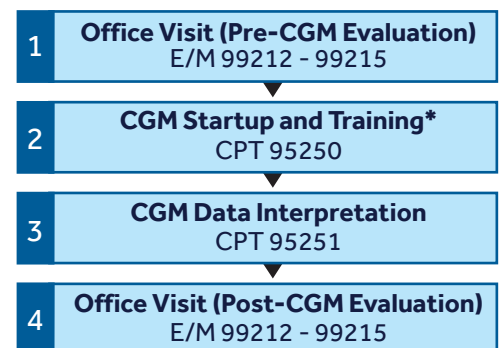 1
Office Visit (Pre-CGM Evaluation)
E/M 99212 - 99215
2
CGM Startup and Training*
CPT 95250
3
CGM Data Interpretation
CPT 95251
4
Office Visit (Post-CGM Evaluation)
E/M 99212 - 99215